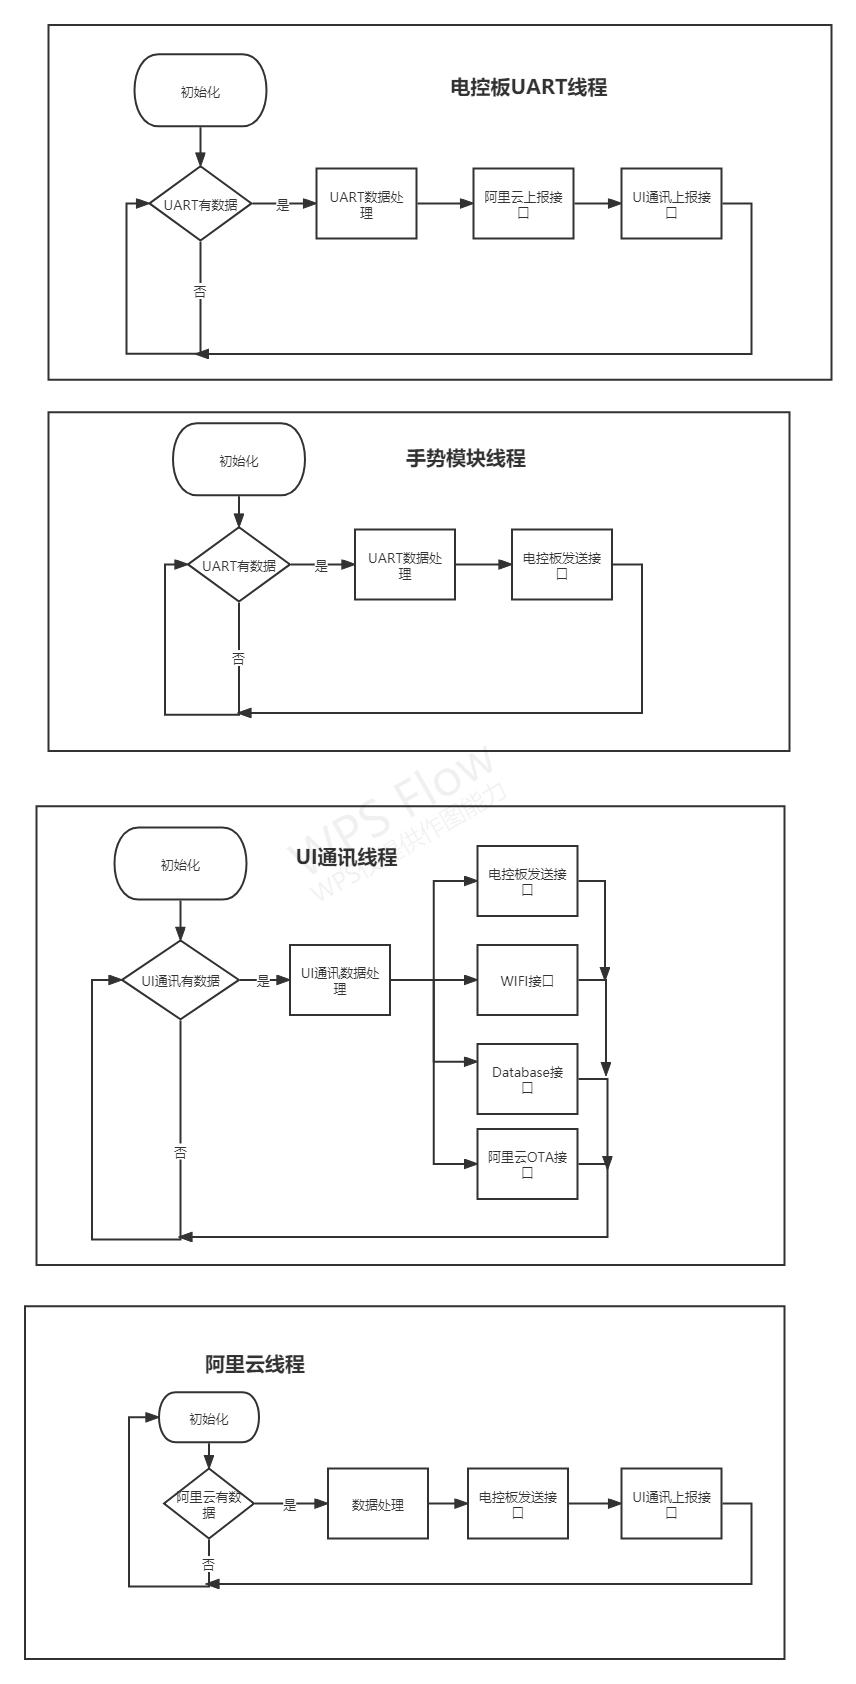 电控板UART线程
初始化
UART有数据
是
UART数据处
理
阿里云上报接
口
UI通讯上报接
口
否
手势模块线程
初始化
UART有数据
是
UART数据处
理
电控板发送接
口
否
WPS Flow
UI通讯线程
初始化
电控板发送接
口
UI通讯有数据
是
UI通讯数据处
理
WIFI接口
Database接
口
否
阿里云OTA接
口
阿里云线程
初始化
阿里云有数
据
是
数据处理
电控板发送接
口
UI通讯上报接
口
否